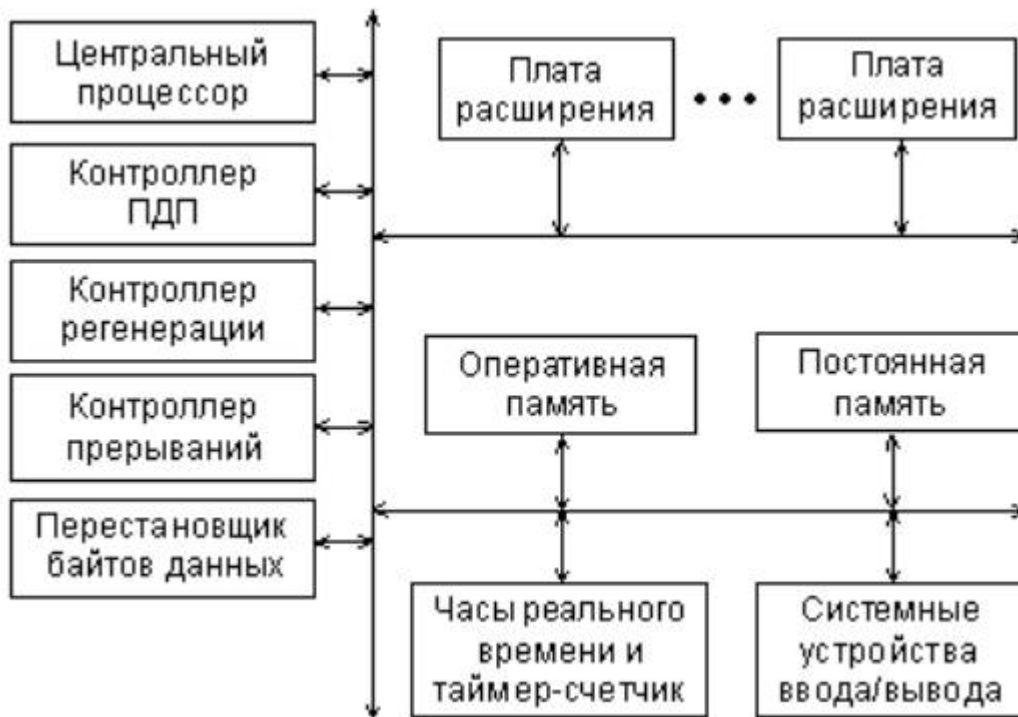 Центральный
процессор
Контроллер
ПДП
Контроллер
регенерации
Контроллер
прерываний
Перестановщик
байтов данных
Плата
расширения
Плата
расширения
Оперативная
память
Постоянная
память
Часы реального
времени и
таймер-счетчик
Системные
устройства
ввода/вывода